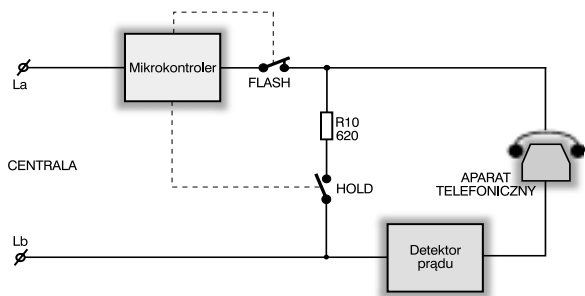 Mikrokontroler
La
FLASH
R10
620
CENTRALA
HOLD
APARAT
TELEFONICZNY
Lb
Detektor
prądu